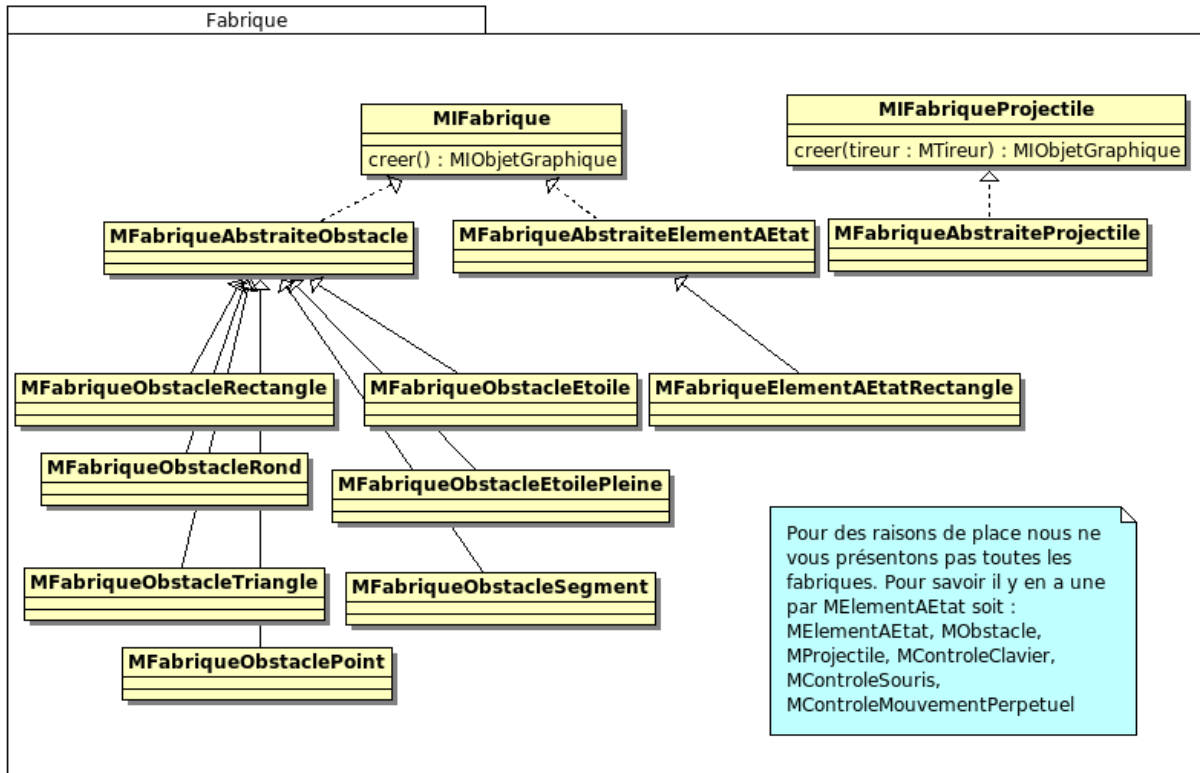 Fabrique
MIFabrique
creer() : MIObjetGraphique
MIFabriqueProjectile
creer(tireur : MTireur) : MIObjetGraphique
MFabriqueAbstraiteObstacle
MFabriqueAbstraiteElementAEtat
MFabriqueAbstraiteProjectile
MFabriqueObstacleRectangle
MFabriqueObstacleEtoile
MFabriqueElementAEtatRectangle
MFabriqueObstacleRond
MFabriqueObstacleEtoilePleine
MFabriqueObstacleTriangle
MFabriqueObstacleSegment
MFabriqueObstaclePoint
Pour des raisons de place nous ne
vous présentons pas toutes les
fabriques. Pour savoir il y en a une
par MElementAEtat soit :
MElementAEtat, MObstacle,
MProjectile, MControleClavier,
MControleSouris,
MControleMouvementPerpetuel